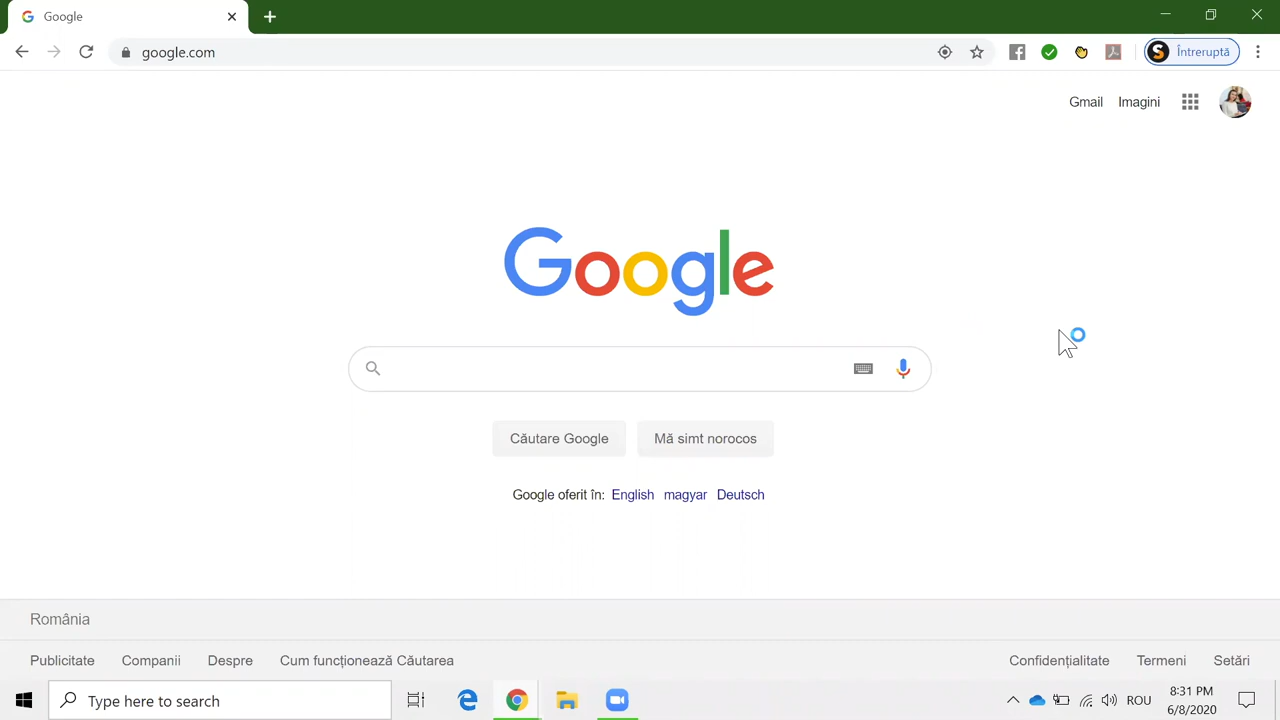 Google
google.com
Întreruptă
Gmail Imagini
Google
Căutare Google Mă simt norocos
Google oferit în: English magyar Deutsch
România
Publicitate Companii Despre Cum funcționează Căutarea Confidențialitate Termeni Setări
Type here to search
ROU
8:31 PM
6/8/2020